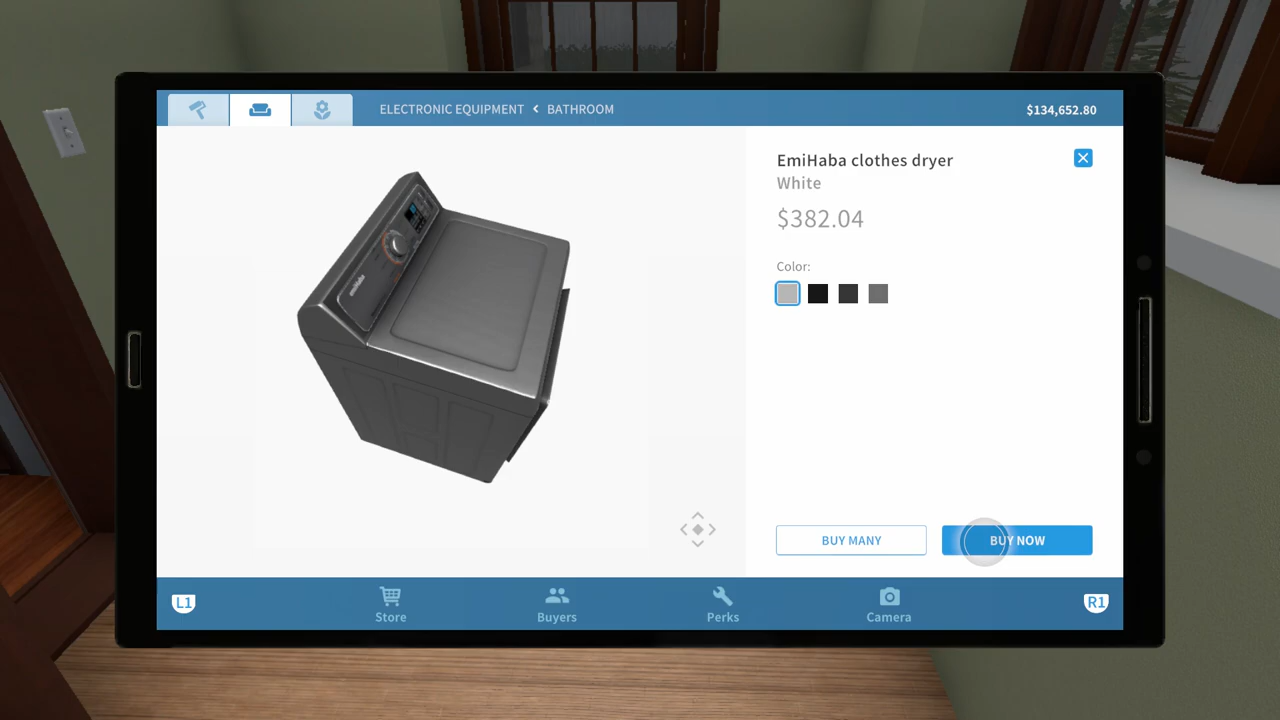 ELECTRONIC EQUIPMENT < BATHROOM
$134,652.80
EmiHaba clothes dryer
White
$382.04
Color:
emiHaba
BUY MANY
BUY NOW
L1
Store
Buyers
Perks
Camera
R1